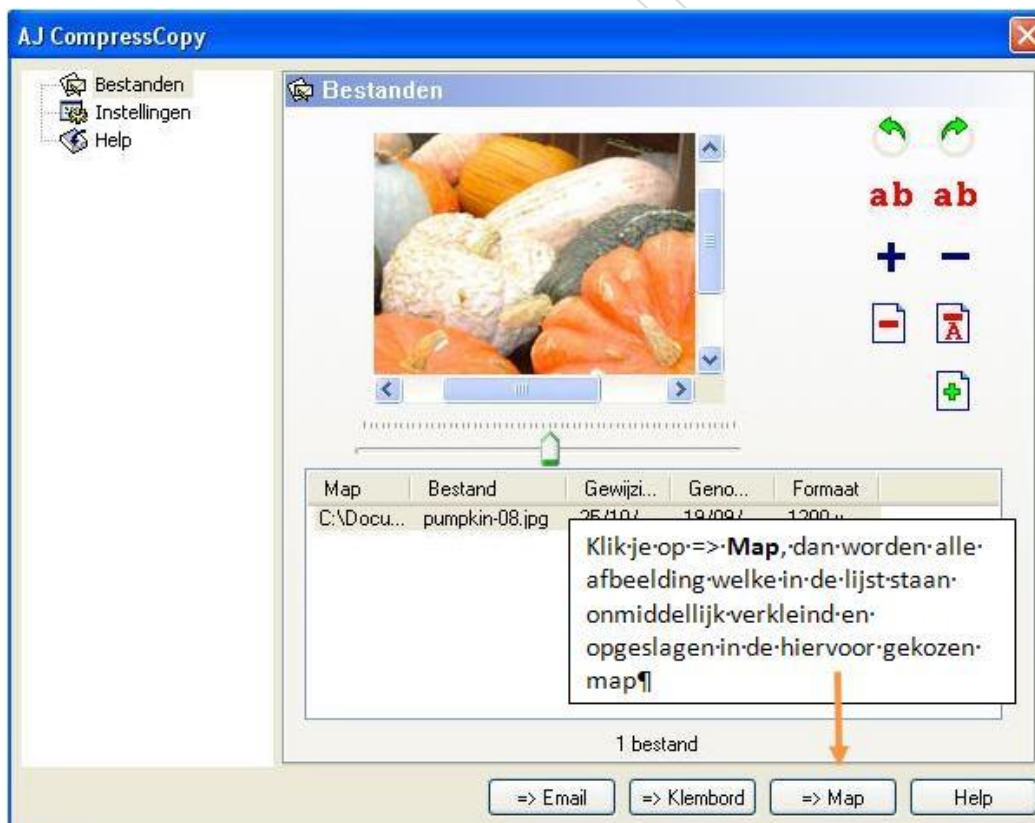 AJ CompressCopy
Bestanden
Instellingen
Help
Bestanden
ab ab
A
Map Bestand Gewijzi... Geno... Formaat
C:\Docu... pumpkin-08.jpg
Klik·je·op·=>·Map,·dan·worden·alle·
afbeelding·welke·in·de·lijst·staan·
onmiddellijk·verkleind·en·
opgeslagen·in·de·hiervoor·gekozen·
map¶
1 bestand
=> Email => Klembord => Map Help